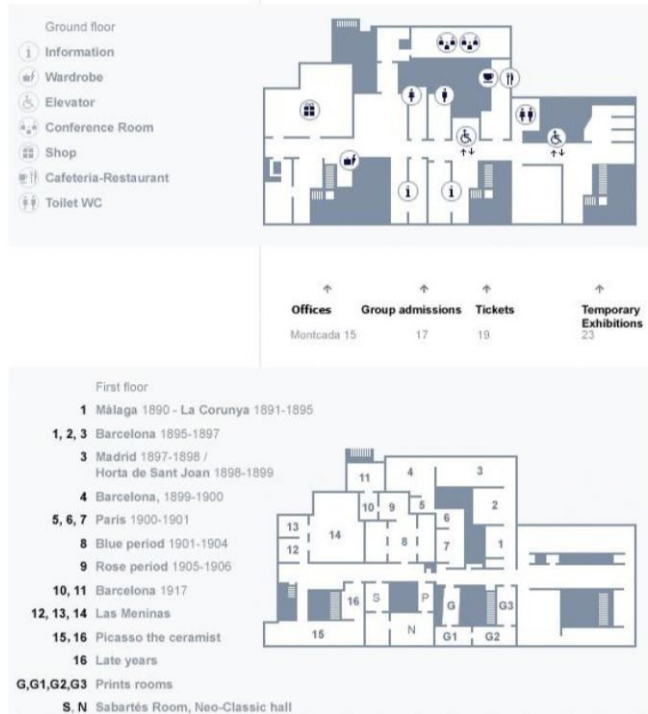 Ground floor
i Information
Wardrobe
Elevator
Conference Room
Shop
Cafeteria-Restaurant
Toilet WC
i i
Offices Group admissions Tickets Temporary
Exhibitions
Montcada 15 17 19 23
First floor
1 Màlaga 1890 - La Corunya 1891-1895
1, 2, 3 Barcelona 1895-1897
3 Madrid 1897-1898 /
Horta de Sant Joan 1898-1899
4 Barcelona, 1899-1900
5, 6, 7 Paris 1900-1901
8 Blue period 1901-1904
9 Rose period 1905-1906
10, 11 Barcelona 1917
12, 13, 14 Las Meninas
15, 16 Picasso the ceramist
16 Late years
G,G1,G2,G3 Prints rooms
S, N Sabartés Room, Neo-Classic hall
11 4 3
10 9 5 2
13 14 6
12 8 7 1
16 S P G G3
15 N G1 G2